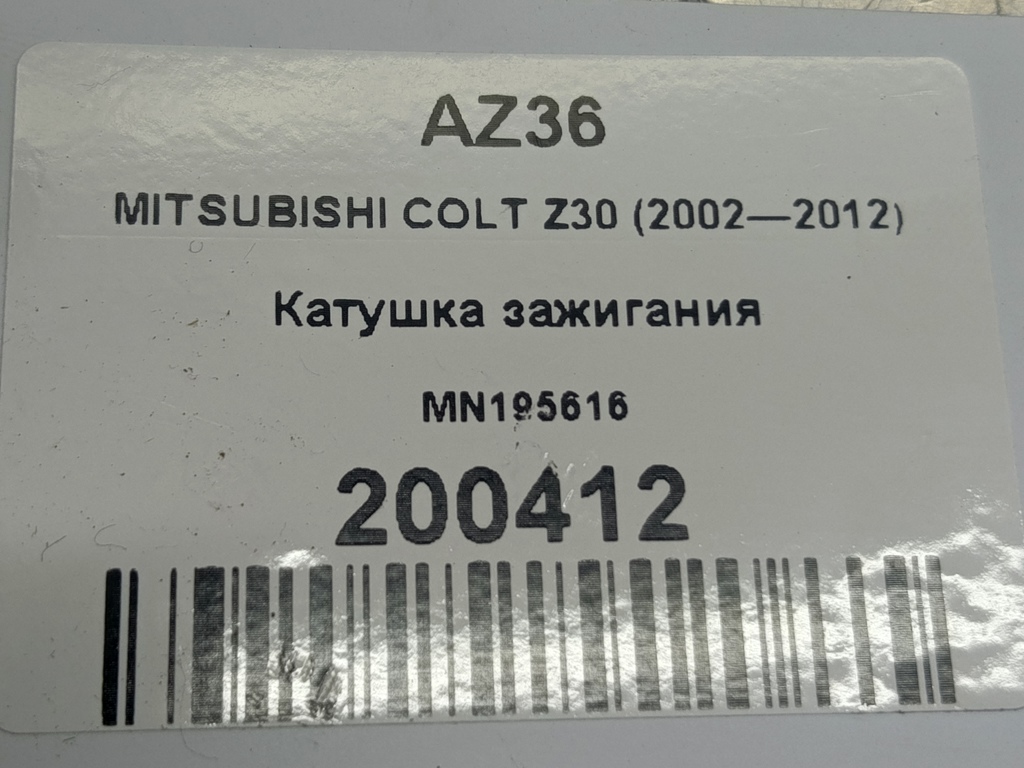 AZ36
MITSUBISHI COLT Z30 (2002—2012)
Катушка зажигания
MN195616
200412